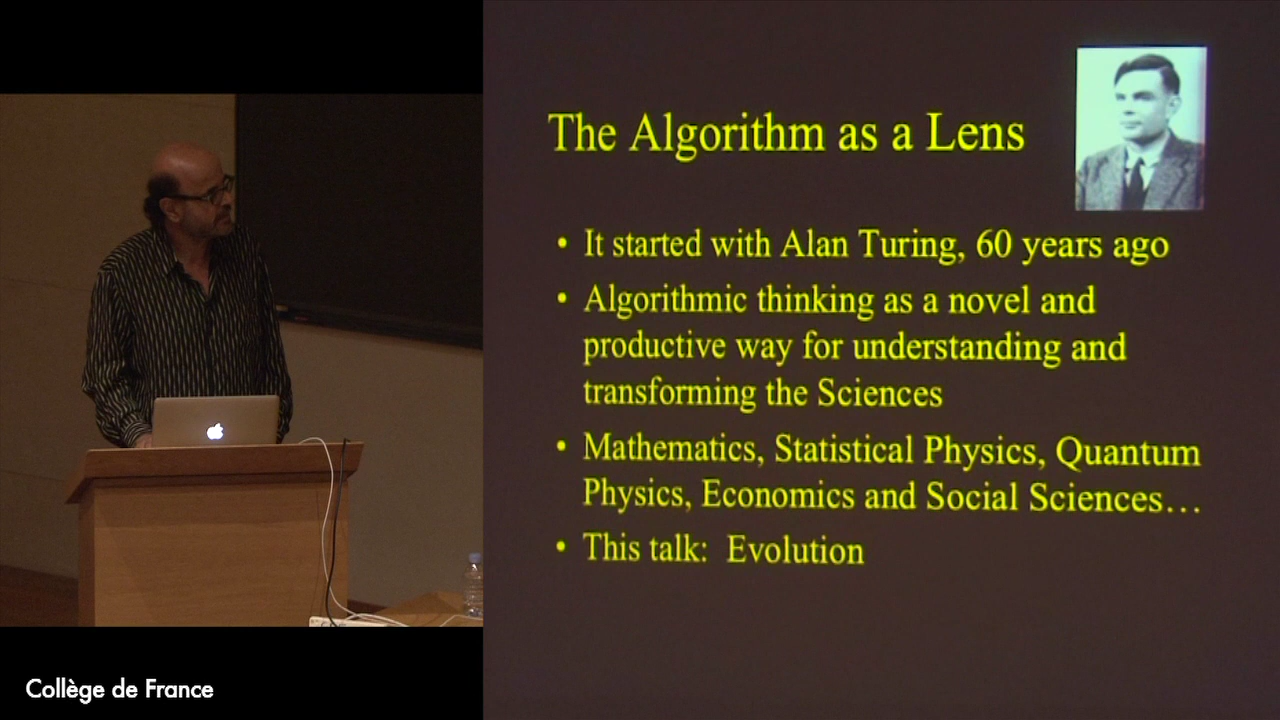 The Algorithm as a Lens
• It started with Alan Turing, 60 years ago
• Algorithmic thinking as a novel and
productive way for understanding and
transforming the Sciences
• Mathematics, Statistical Physics, Quantum
Physics, Economics and Social Sciences…
• This talk: Evolution
Collège de France